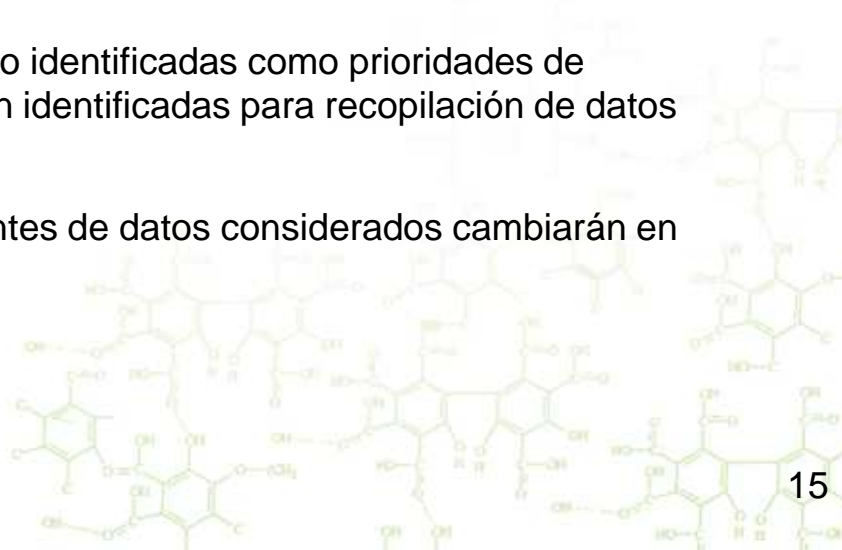 o identificadas como prioridades de
n identificadas para recopilación de datos
ntes de datos considerados cambiarán en
15